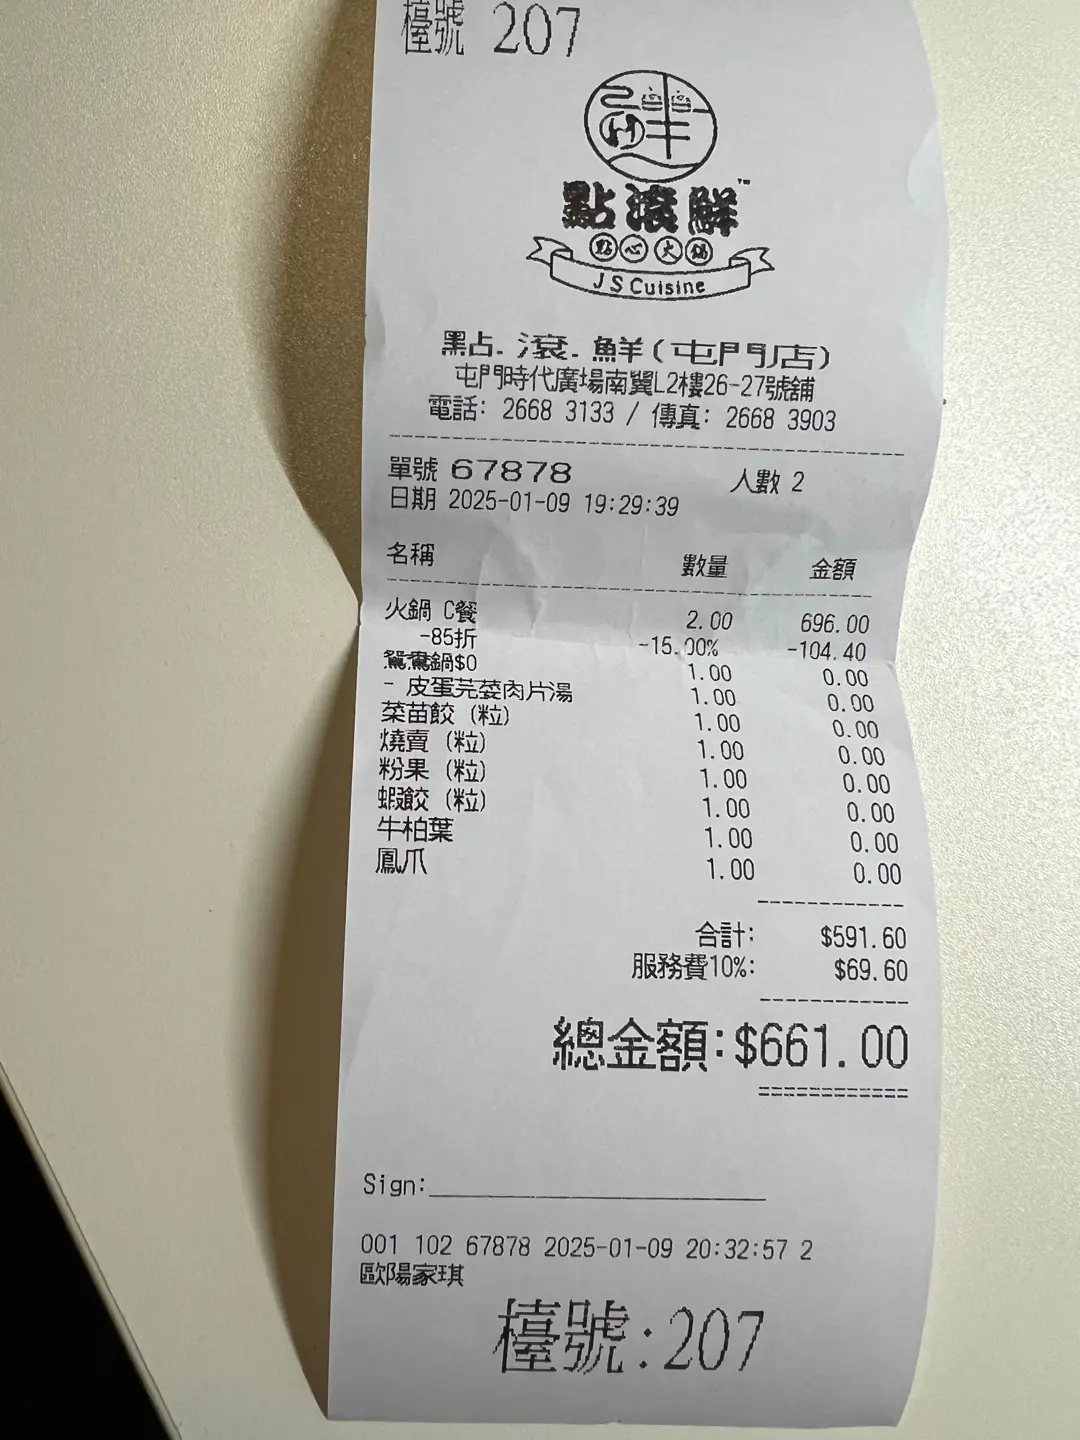 檯號 207
鮮
點滾鮮™
點心火鍋
J S Cuisine
點.滾.鮮(屯門店)
屯門時代廣場南翼L2樓26-27號舖
電話: 2668 3133 / 傳真: 2668 3903
單號 67878 人數 2
日期 2025-01-09 19:29:39
名稱 數量 金額
火鍋 C餐 2.00 696.00
-85折 -15.00% -104.40
鴛鴦鍋$0 1.00 0.00
- 皮蛋芫荽肉片湯 1.00 0.00
菜苗餃 (粒) 1.00 0.00
燒賣 (粒) 1.00 0.00
粉果 (粒) 1.00 0.00
蝦餃 (粒) 1.00 0.00
牛柏葉 1.00 0.00
鳳爪 1.00 0.00
合計: $591.60
服務費10%: $69.60
總金額:$661.00
Sign:
001 102 67878 2025-01-09 20:32:57 2
歐陽家琪
檯號:207